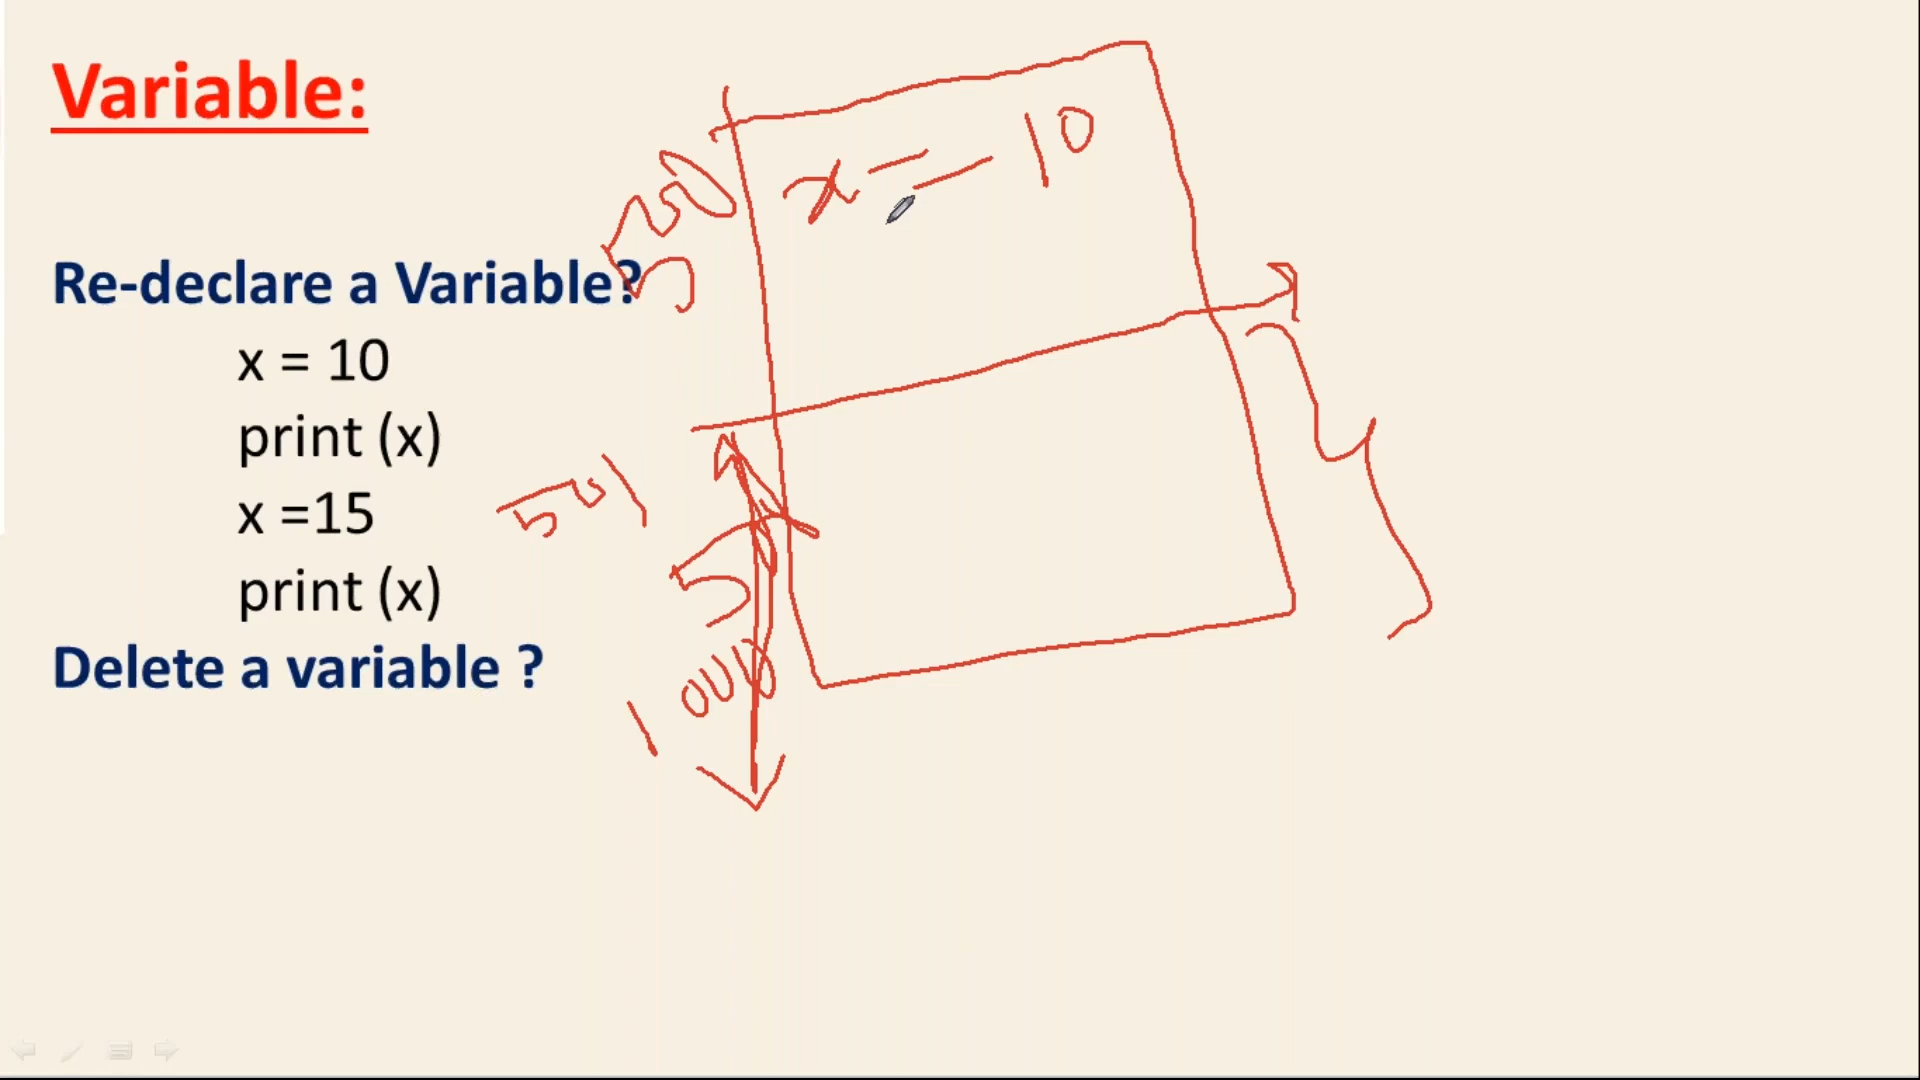 Variable:
Re-declare a Variable?
x = 10
print (x)
x =15
print (x)
Delete a variable ?
x = 10
500
501
1000